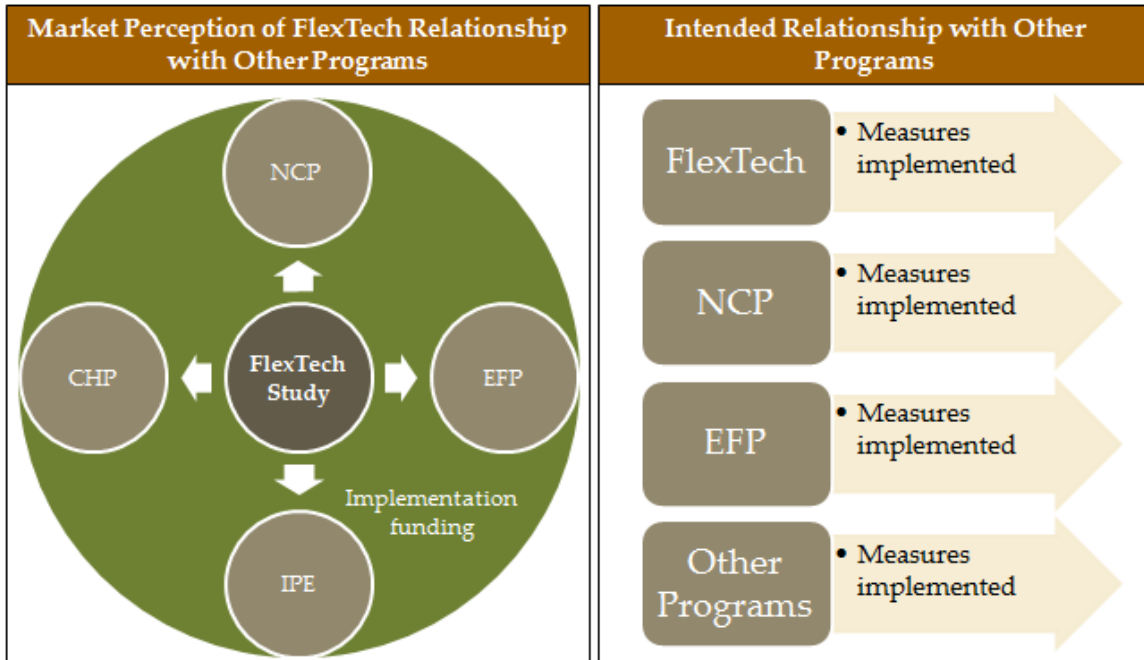 Market Perception of FlexTech Relationship
with Other Programs
NCP
CHP
FlexTech
Study
EFP
Implementation
funding
IPE
Intended Relationship with Other
Programs
FlexTech
• Measures
implemented
NCP
• Measures
implemented
EFP
• Measures
implemented
Other
Programs
• Measures
implemented